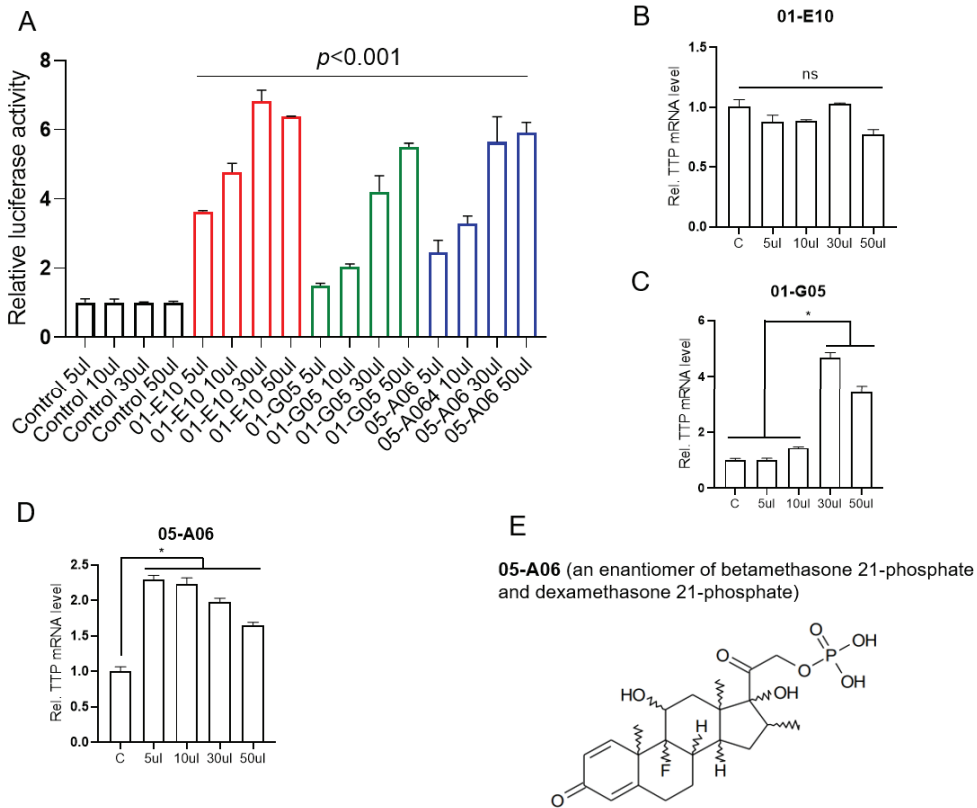 A
Relative luciferase activity
8
6
4
2
0
p<0.001
Control 5ul
Control 10ul
Control 30ul
Control 50ul
01-E10 5ul
01-E10 10ul
01-E10 30ul
01-E10 50ul
01-G05 5ul
01-G05 10ul
01-G05 30ul
01-G05 50ul
05-A06 5ul
05-A064 10ul
05-A06 30ul
05-A06 50ul
B
01-E10
Rel. TTP mRNA level
1.5
1.0
0.5
0.0
ns
C 5ul 10ul 30ul 50ul
C
01-G05
Rel. TTP mRNA level
6
4
2
0
*
C 5ul 10ul 30ul 50ul
D
05-A06
Rel. TTP mRNA level
2.5
2.0
1.5
1.0
0.5
0.0
*
C 5ul 10ul 30ul 50ul
E
05-A06 (an enantiomer of betamethasone 21-phosphate
and dexamethasone 21-phosphate)
O
O
P
OH
O
OH
HO
OH
H
F
H
O